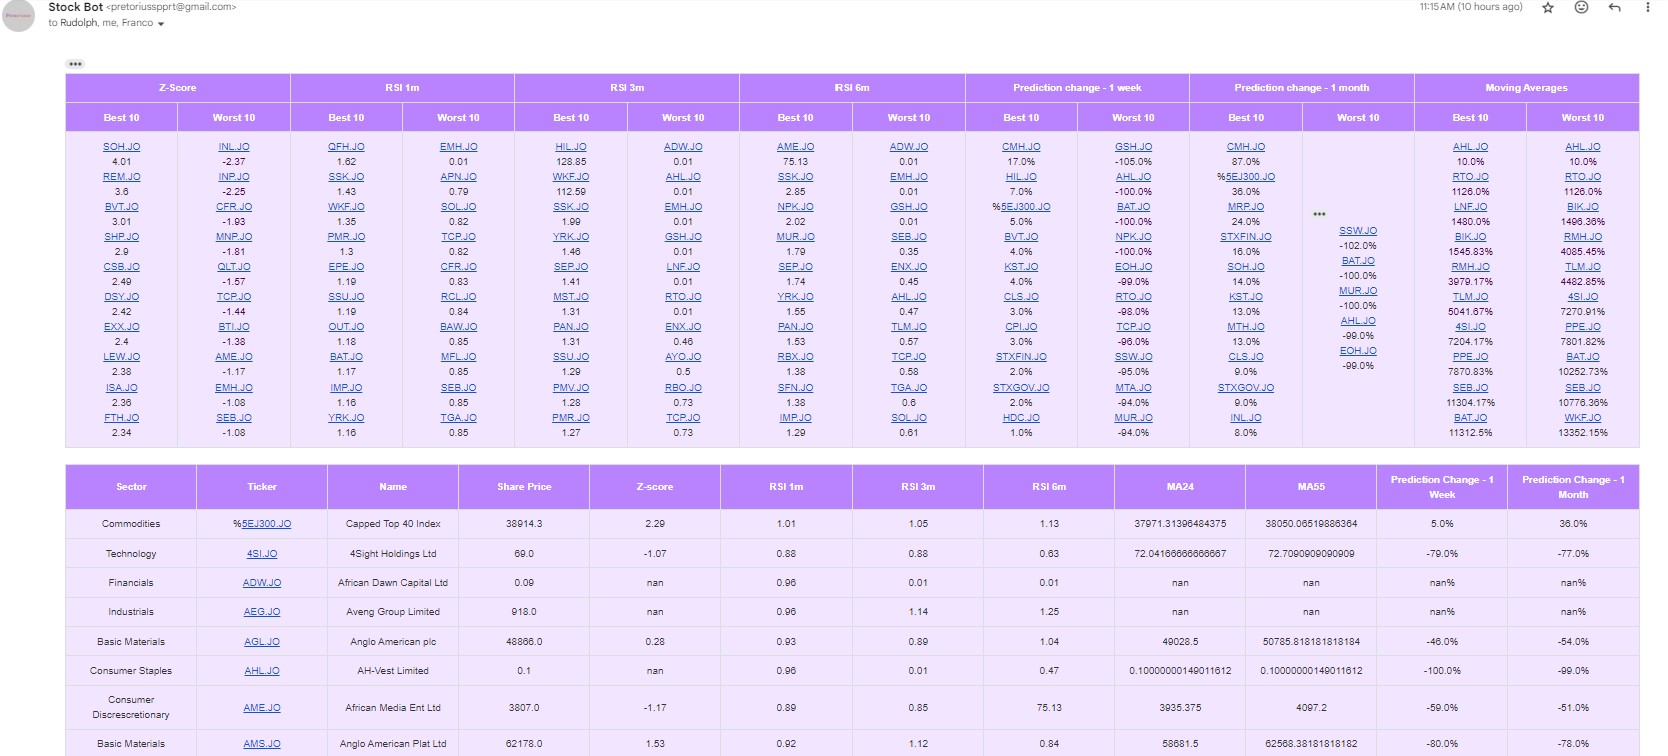 Stock Bot <pretoriusspprt@gmail.com>
11:15 AM (10 hours ago)
to Rudolph, me, Franco
Z-Score RSI 1m RSI 3m RSI 6m Prediction change - 1 week Prediction change - 1 month Moving Averages
Best 10 Worst 10 Best 10 Worst 10 Best 10 Worst 10 Best 10 Worst 10 Best 10 Worst 10 Best 10 Worst 10 Best 10 Worst 10
SOH.JO INL.JO QFH.JO EMH.JO HIL.JO ADW.JO AME.JO ADW.JO CMH.JO GSH.JO CMH.JO AHL.JO AHL.JO
4.01 -2.37 1.62 0.01 128.85 0.01 75.13 0.01 17.0% -105.0% 87.0% 10.0% 10.0%
REM.JO INP.JO SSK.JO APN.JO WKF.JO AHL.JO SSK.JO EMH.JO HIL.JO AHL.JO %5EJ300.JO RTO.JO RTO.JO
3.6 -2.25 1.43 0.79 112.59 0.01 2.85 0.01 7.0% -100.0% 36.0% 1126.0% 1126.0%
BVT.JO CFR.JO WKF.JO SOL.JO SSK.JO EMH.JO NPK.JO GSH.JO %5EJ300.JO BAT.JO MRP.JO LNF.JO BIK.JO
3.01 -1.93 1.35 0.82 1.99 0.01 2.02 0.01 5.0% -100.0% 24.0% 1480.0% 1496.36%
SHP.JO MNP.JO PMR.JO TCP.JO YRK.JO GSH.JO MUR.JO SEB.JO BVT.JO NPK.JO STXFIN.JO SSW.JO BIK.JO RMH.JO
2.9 -1.81 1.3 0.82 1.46 0.01 1.79 0.35 4.0% -100.0% 16.0% -102.0% 1545.83% 4085.45%
CSB.JO QLT.JO EPE.JO CFR.JO SEP.JO LNF.JO SEP.JO ENX.JO KST.JO EOH.JO SOH.JO BAT.JO RMH.JO TLM.JO
2.49 -1.57 1.19 0.83 1.41 0.01 1.74 0.45 4.0% -99.0% 14.0% -100.0% 3979.17% 4482.85%
DSY.JO TCP.JO SSU.JO RCL.JO MST.JO RTO.JO YRK.JO AHL.JO CLS.JO RTO.JO KST.JO MUR.JO TLM.JO 4SI.JO
2.42 -1.44 1.19 0.84 1.31 0.01 1.55 0.47 3.0% -98.0% 13.0% -100.0% 5041.67% 7270.91%
EXX.JO BTI.JO OUT.JO BAW.JO PAN.JO ENX.JO PAN.JO TLM.JO CPI.JO TCP.JO MTH.JO AHL.JO 4SI.JO PPE.JO
2.4 -1.38 1.18 0.85 1.31 0.46 1.53 0.57 3.0% -96.0% 13.0% -99.0% 7204.17% 7801.82%
LEW.JO AME.JO BAT.JO MFL.JO SSU.JO AYO.JO RBX.JO TCP.JO STXFIN.JO SSW.JO CLS.JO EOH.JO PPE.JO BAT.JO
2.38 -1.17 1.17 0.85 1.29 0.5 1.38 0.58 2.0% -95.0% 9.0% -99.0% 7870.83% 10252.73%
ISA.JO EMH.JO IMP.JO SEB.JO PMV.JO RBO.JO SFN.JO TGA.JO STXGOV.JO MTA.JO STXGOV.JO SEB.JO SEB.JO
2.36 -1.08 1.16 0.85 1.28 0.73 1.38 0.6 2.0% -94.0% 9.0% 11304.17% 10776.36%
FTH.JO SEB.JO YRK.JO TGA.JO PMR.JO TCP.JO IMP.JO SOL.JO HDC.JO MUR.JO INL.JO BAT.JO WKF.JO
2.34 -1.08 1.16 0.85 1.27 0.73 1.29 0.61 1.0% -94.0% 8.0% 11312.5% 13352.15%
Sector Ticker Name Share Price Z-score RSI 1m RSI 3m RSI 6m MA24 MA55 Prediction Change - 1 Week Prediction Change - 1 Month
Commodities %5EJ300.JO Capped Top 40 Index 38914.3 2.29 1.01 1.05 1.13 37971.31396484375 38050.06519886364 5.0% 36.0%
Technology 4SI.JO 4Sight Holdings Ltd 69.0 -1.07 0.88 0.88 0.63 72.04166666666667 72.7090909090909 -79.0% -77.0%
Financials ADW.JO African Dawn Capital Ltd 0.09 nan 0.96 0.01 0.01 nan nan nan% nan%
Industrials AEG.JO Aveng Group Limited 918.0 nan 0.96 1.14 1.25 nan nan nan% nan%
Basic Materials AGL.JO Anglo American plc 48866.0 0.28 0.93 0.89 1.04 49028.5 50785.818181818184 -46.0% -54.0%
Consumer Staples AHL.JO AH-Vest Limited 0.1 nan 0.96 0.01 0.47 0.10000000149011612 0.10000000149011612 -100.0% -99.0%
Consumer Discrescretionary AME.JO African Media Ent Ltd 3807.0 -1.17 0.89 0.85 75.13 3935.375 4097.2 -59.0% -51.0%
Basic Materials AMS.JO Anglo American Plat Ltd 62178.0 1.53 0.92 1.12 0.84 58681.5 62568.38181818182 -80.0% -78.0%